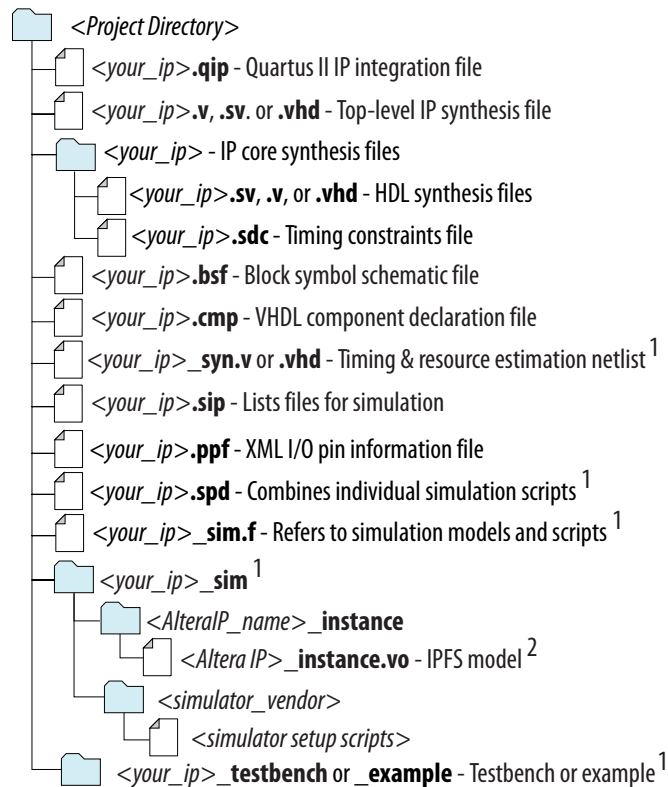 <Project Directory>
<your_ip>.qip - Quartus II IP integration file
<your_ip>.v, .sv. or .vhd - Top-level IP synthesis file
<your_ip> - IP core synthesis files
<your_ip>.sv, .v, or .vhd - HDL synthesis files
<your_ip>.sdc - Timing constraints file
<your_ip>.bsf - Block symbol schematic file
<your_ip>.cmp - VHDL component declaration file
<your_ip>_syn.v or .vhd - Timing & resource estimation netlist 1
<your_ip>.sip - Lists files for simulation
<your_ip>.ppf - XML I/O pin information file
<your_ip>.spd - Combines individual simulation scripts 1
<your_ip>_sim.f - Refers to simulation models and scripts 1
<your_ip>_sim 1
<AlteraIP_name>_instance
<Altera IP>_instance.vo - IPFS model 2
<simulator_vendor>
<simulator setup scripts>
<your_ip>_testbench or _example - Testbench or example 1